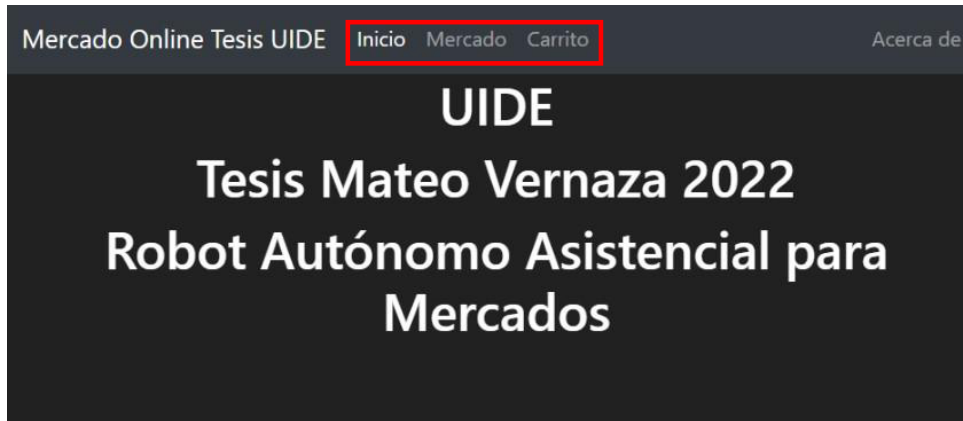 Mercado Online Tesis UIDE Inicio Mercado Carrito Acerca de
UIDE
Tesis Mateo Vernaza 2022
Robot Autónomo Asistencial para
Mercados